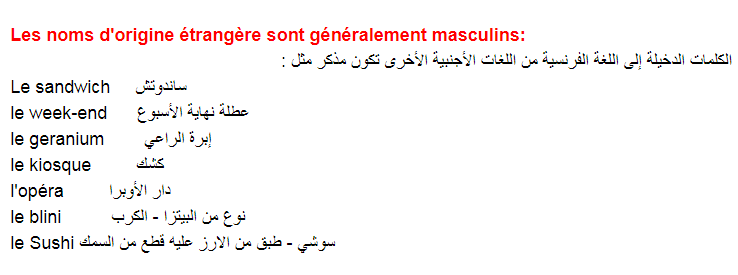 Les noms d'origine étrangère sont généralement masculins:
الكلمات الدخيلة إلى اللغة الفرنسية من اللغات الأجنبية الأخرى تكون مذكر مثل :
Le sandwich ساندوتش
le week-end عطلة نهاية الأسبوع
le geranium إبرة الراعي
le kiosque كشك
l'opéra دار الأوبرا
le blini نوع من البيتزا - الكرب
le Sushi سوشي - طبق من الارز عليه قطع من السمك